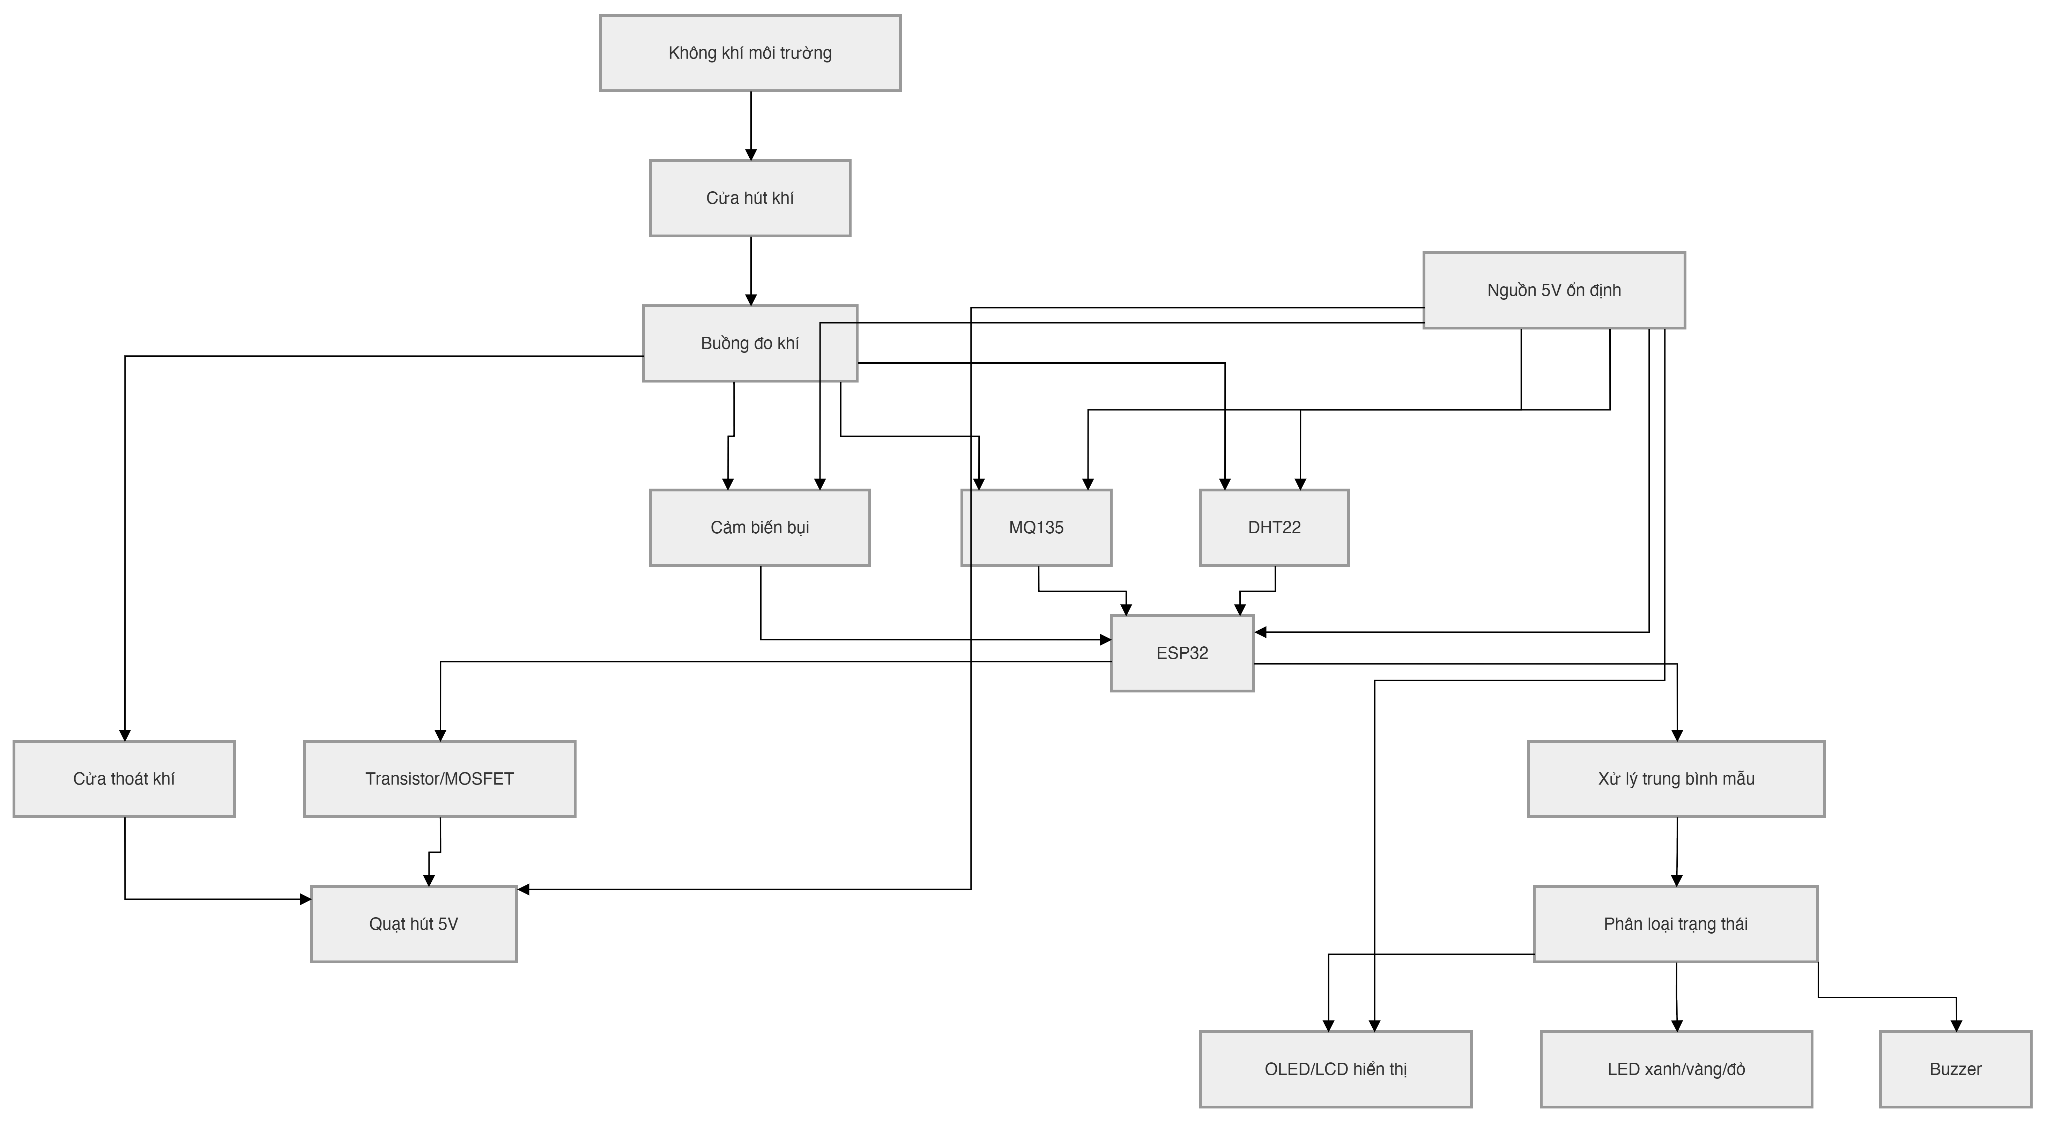 Không khí môi trường
Cửa hút khí
Nguồn 5V ổn định
Buồng đo khí
Cảm biến bụi
MQ135
DHT22
ESP32
Cửa thoát khí
Transistor/MOSFET
Xử lý trung bình mẫu
Quạt hút 5V
Phân loại trạng thái
OLED/LCD hiển thị
LED xanh/vàng/đỏ
Buzzer